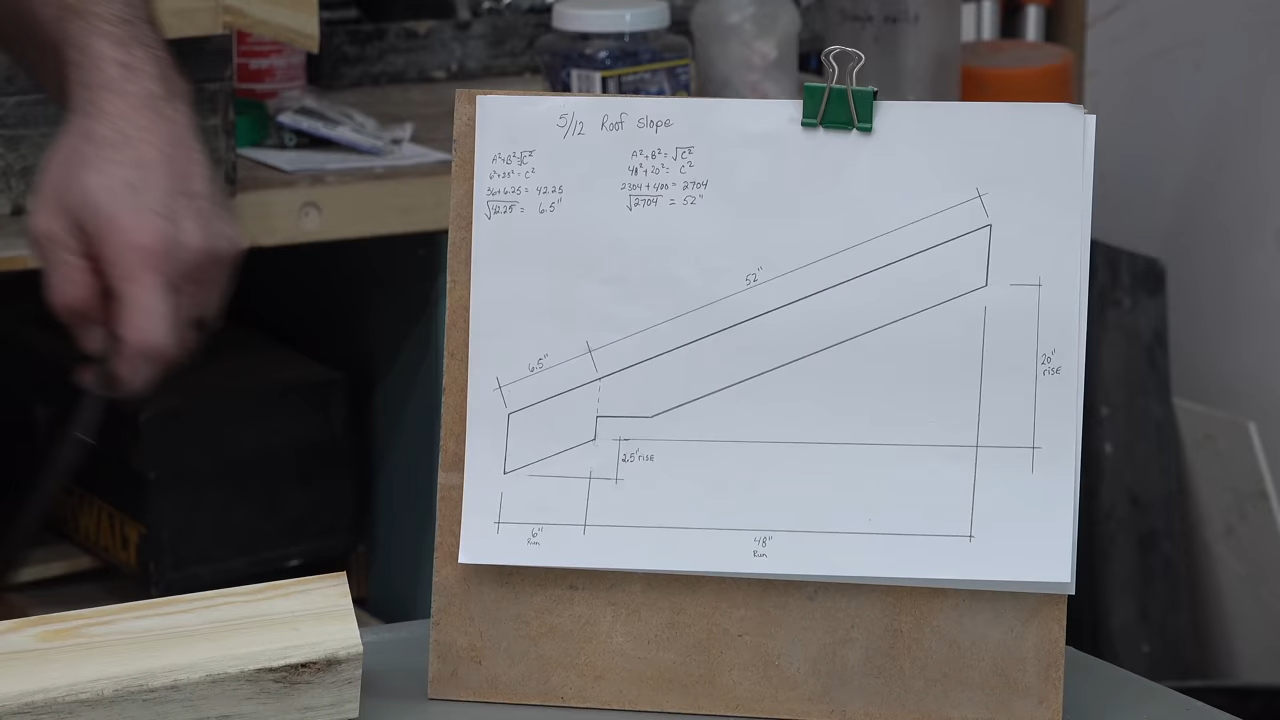 5/12 Roof Slope
A²+B²=√C²
6²+2.5²= C²
36+6.25 = 42.25
√42.25 = 6.5"
A²+B²= √C²
48²+20²= C²
2304+400 = 2704
√2704 = 52"
52"
6.5"
20"
rise
2.5" rise
6"
Run
48"
Run
DEWALT